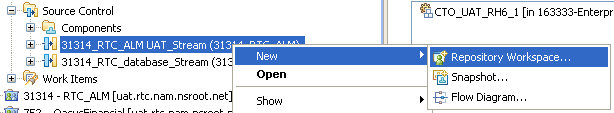 Source Control
CTO_UAT_RH6_1 [in 163333-Enterpr
Components
31314_RTC_ALM UAT_Stream (31314_RTC_ALM)
31314_RTC_database_Stream (313
New
Repository Workspace...
Work Items
Open
Snapshot...
31314 - RTC_ALM [uat.rtc.nam.nsroot.net]
Show
Flow Diagram...